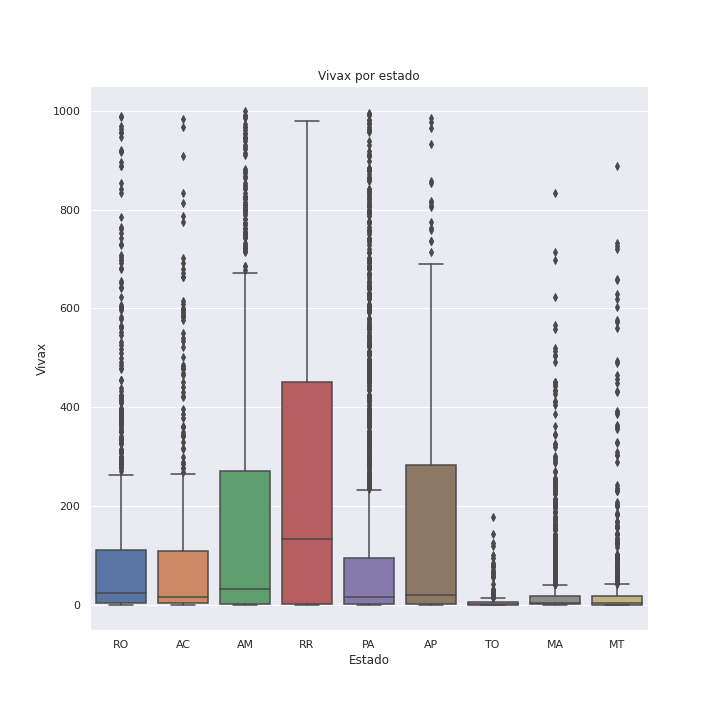 Vivax por estado
1000
800
600
400
200
0
Vivax
RO AC AM RR PA AP TO MA MT
Estado